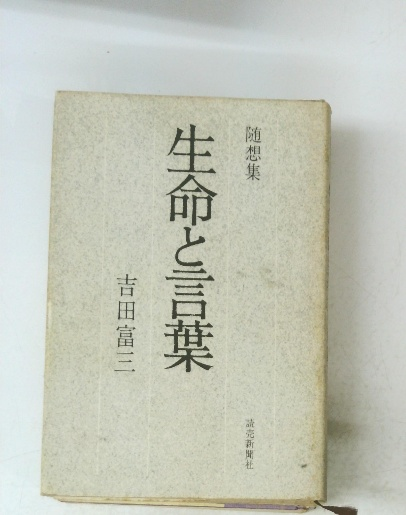 随想集
生命と言葉
吉田富三
読売新聞社